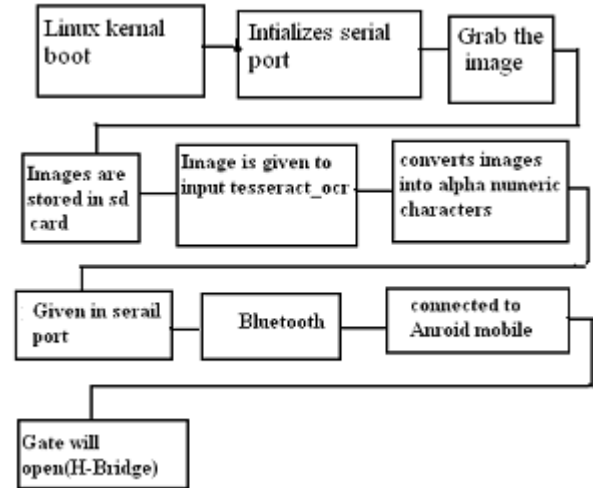 Linux kernal
boot
Intializes serial
port
Grab the
image
Images are
stored in sd
card
Image is given to
input tesseract_ocr
converts images
into alpha numeric
characters
Given in serail
port
Bluetooth
connected to
Anroid mobile
Gate will
open(H-Bridge)